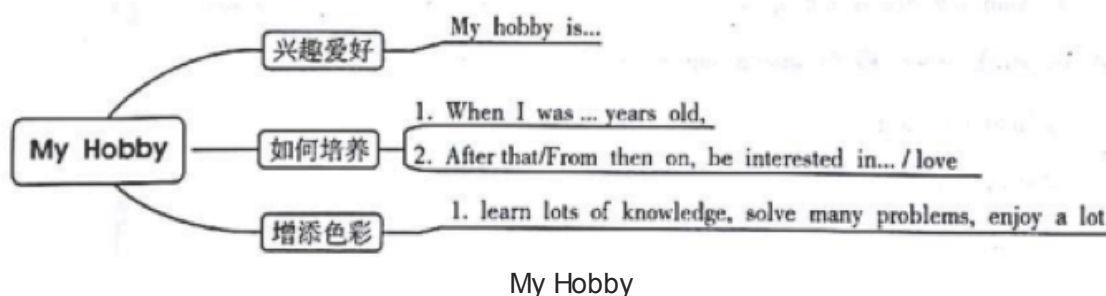 My Hobby
兴趣爱好
My hobby is...
如何培养
1. When I was ... years old,
2. After that/From then on, be interested in... / love
增添色彩
1. learn lots of knowledge, solve many problems, enjoy a lot
My Hobby